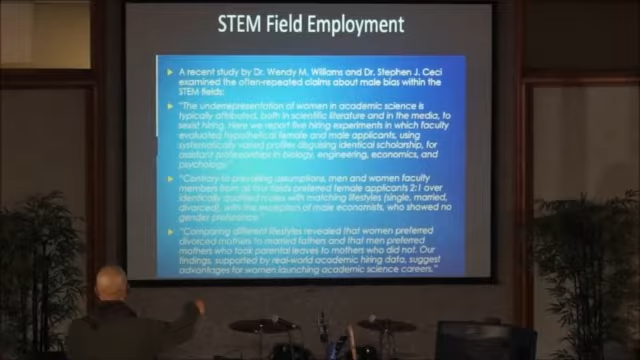 STEM Field Employment
A recent study by Dr. Wendy M. Williams and Dr. Stephen J. Ceci
examined the often-repeated claims about male bias within the
STEM fields:
"The underrepresentation of women in academic science is
typically attributed, both in scientific literature and in the media, to
sexist hiring. Here we report five hiring experiments in which faculty
evaluated hypothetical female and male applicants, using
systematically varied profiles disguising identical scholarship, for
assistant professorships in biology, engineering, economics, and
psychology.
"Contrary to prevailing assumptions, men and women faculty
members from all four fields preferred female applicants 2:1 over
identically qualified males with matching lifestyles (single, married,
divorced), with the exception of male economists, who showed no
gender preference."
"Comparing different lifestyles revealed that women preferred
divorced mothers to married fathers and that men preferred
mothers who took parental leaves to mothers who did not. Our
findings, supported by real-world academic hiring data, suggest
advantages for women launching academic science careers."